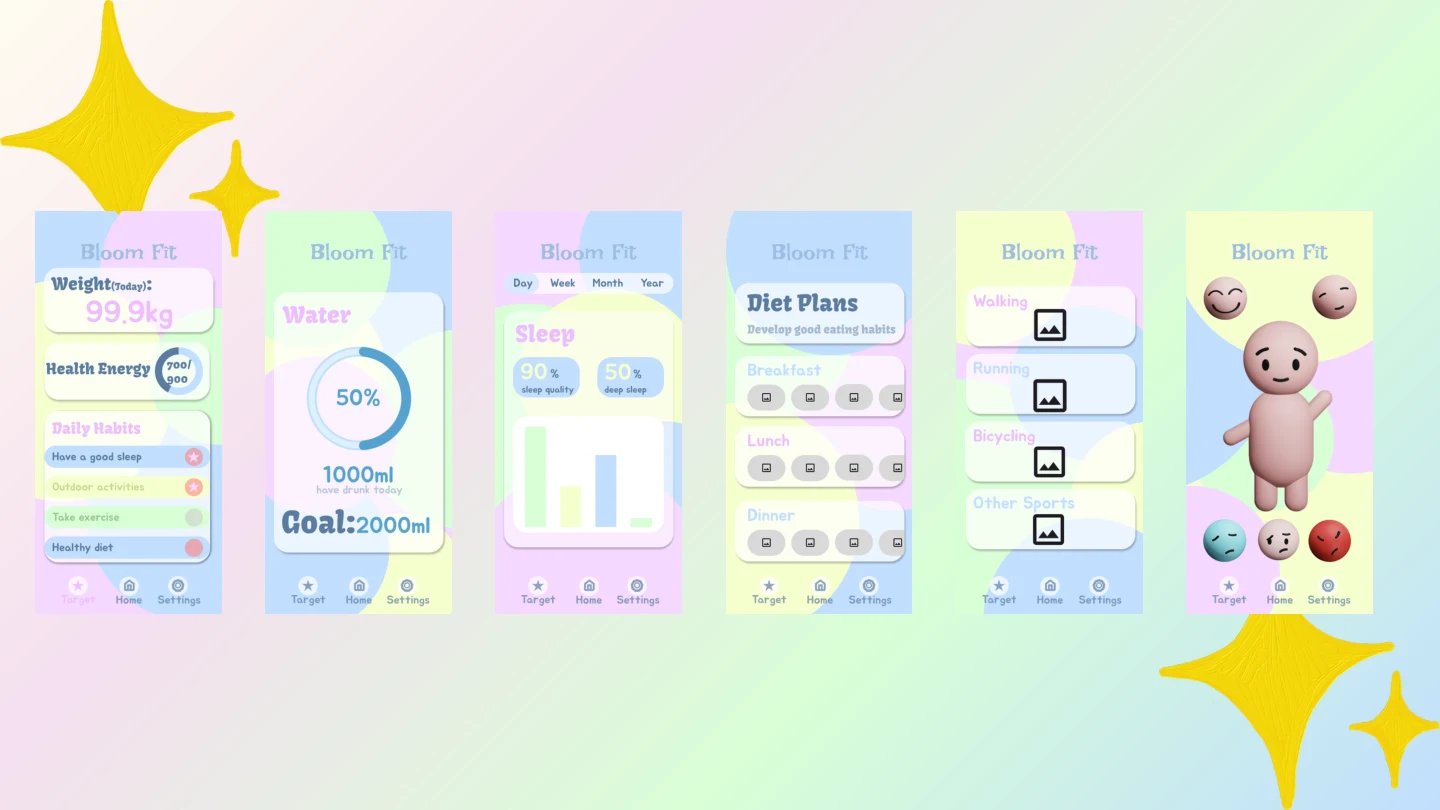 Bloom Fit
Weight(Today):
99.9kg
Health Energy
700/
900
Daily Habits
Have a good sleep
Outdoor activities
Take exercise
Healthy diet
Target
Home
Settings
Bloom Fit
Water
50%
1000ml
have drunk today
Goal:2000ml
Target
Home
Settings
Bloom Fit
Day
Week
Month
Year
Sleep
90%
sleep quality
50%
deep sleep
Target
Home
Settings
Bloom Fit
Diet Plans
Develop good eating habits
Breakfast
Lunch
Dinner
Target
Home
Settings
Bloom Fit
Walking
Running
Bicycling
Other Sports
Target
Home
Settings
Bloom Fit
Target
Home
Settings